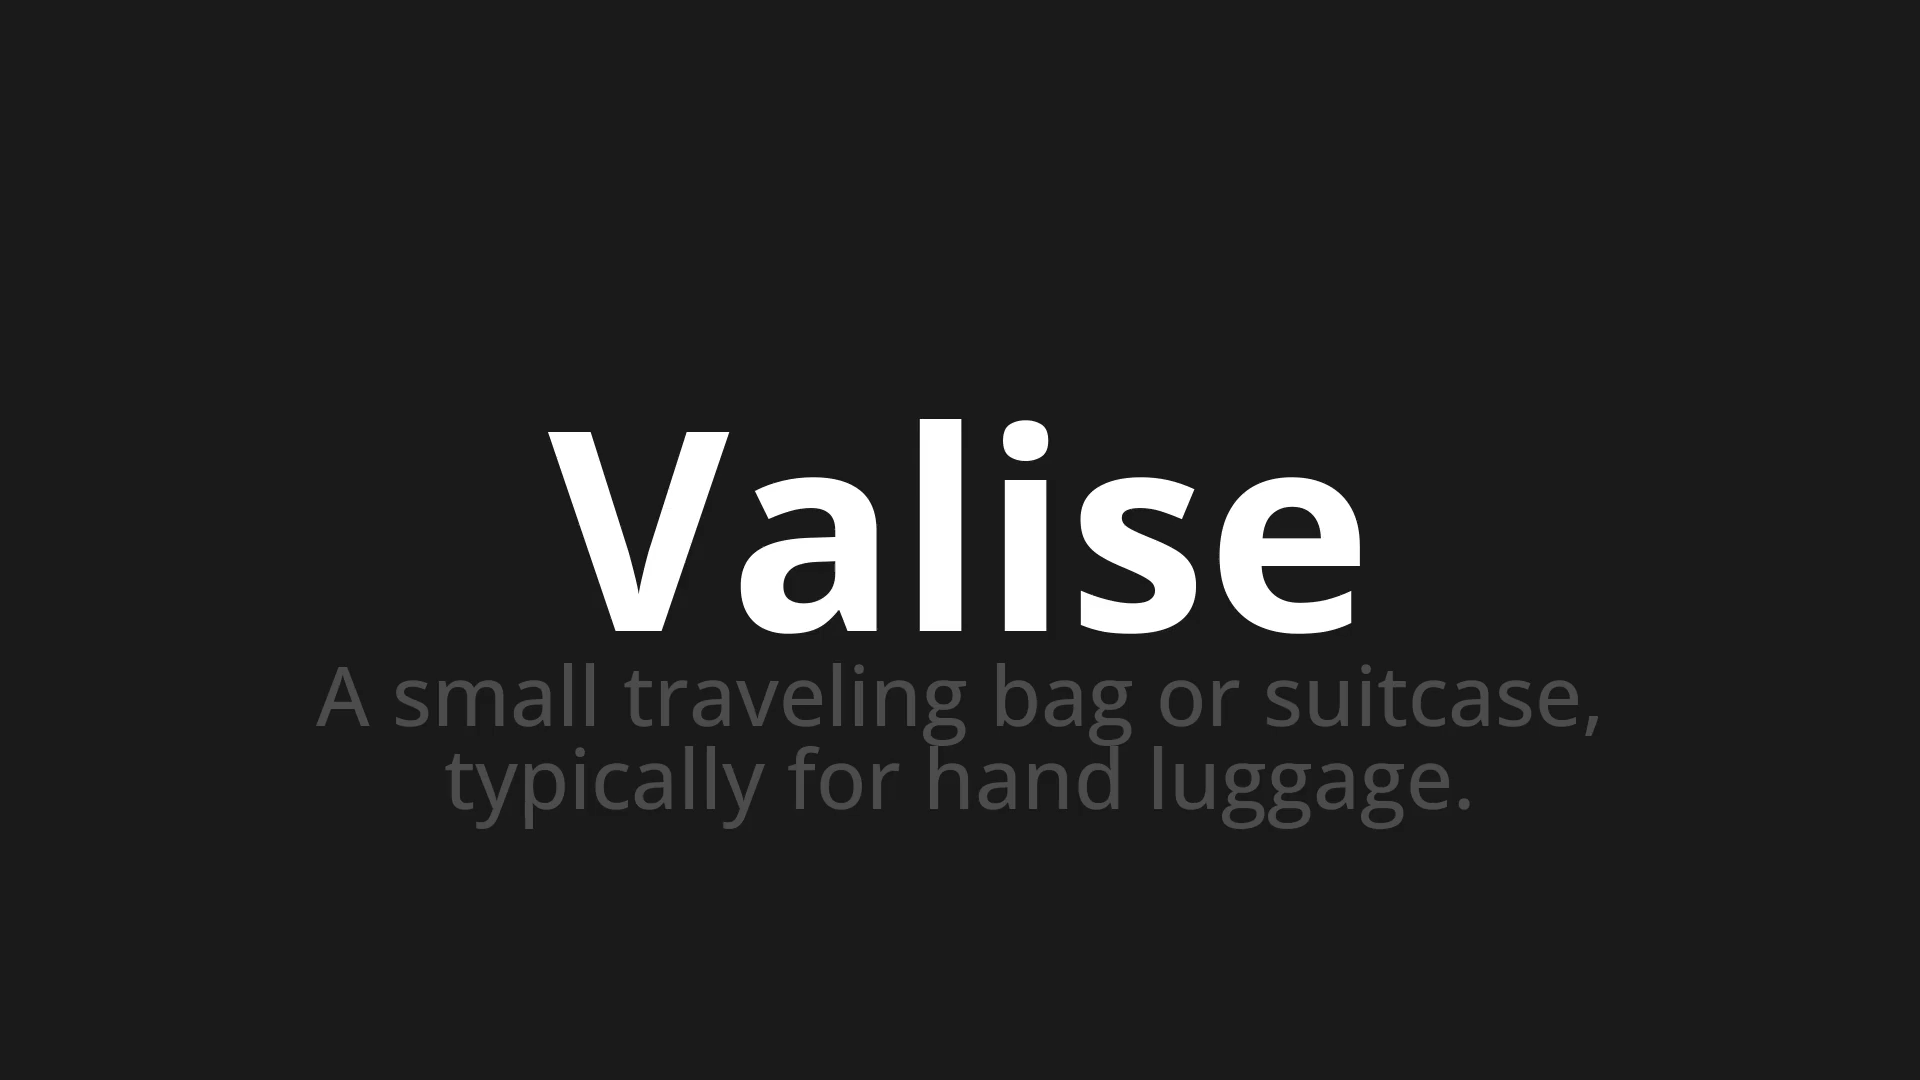 Valise
A small traveling bag or suitcase,
typically for hand luggage.